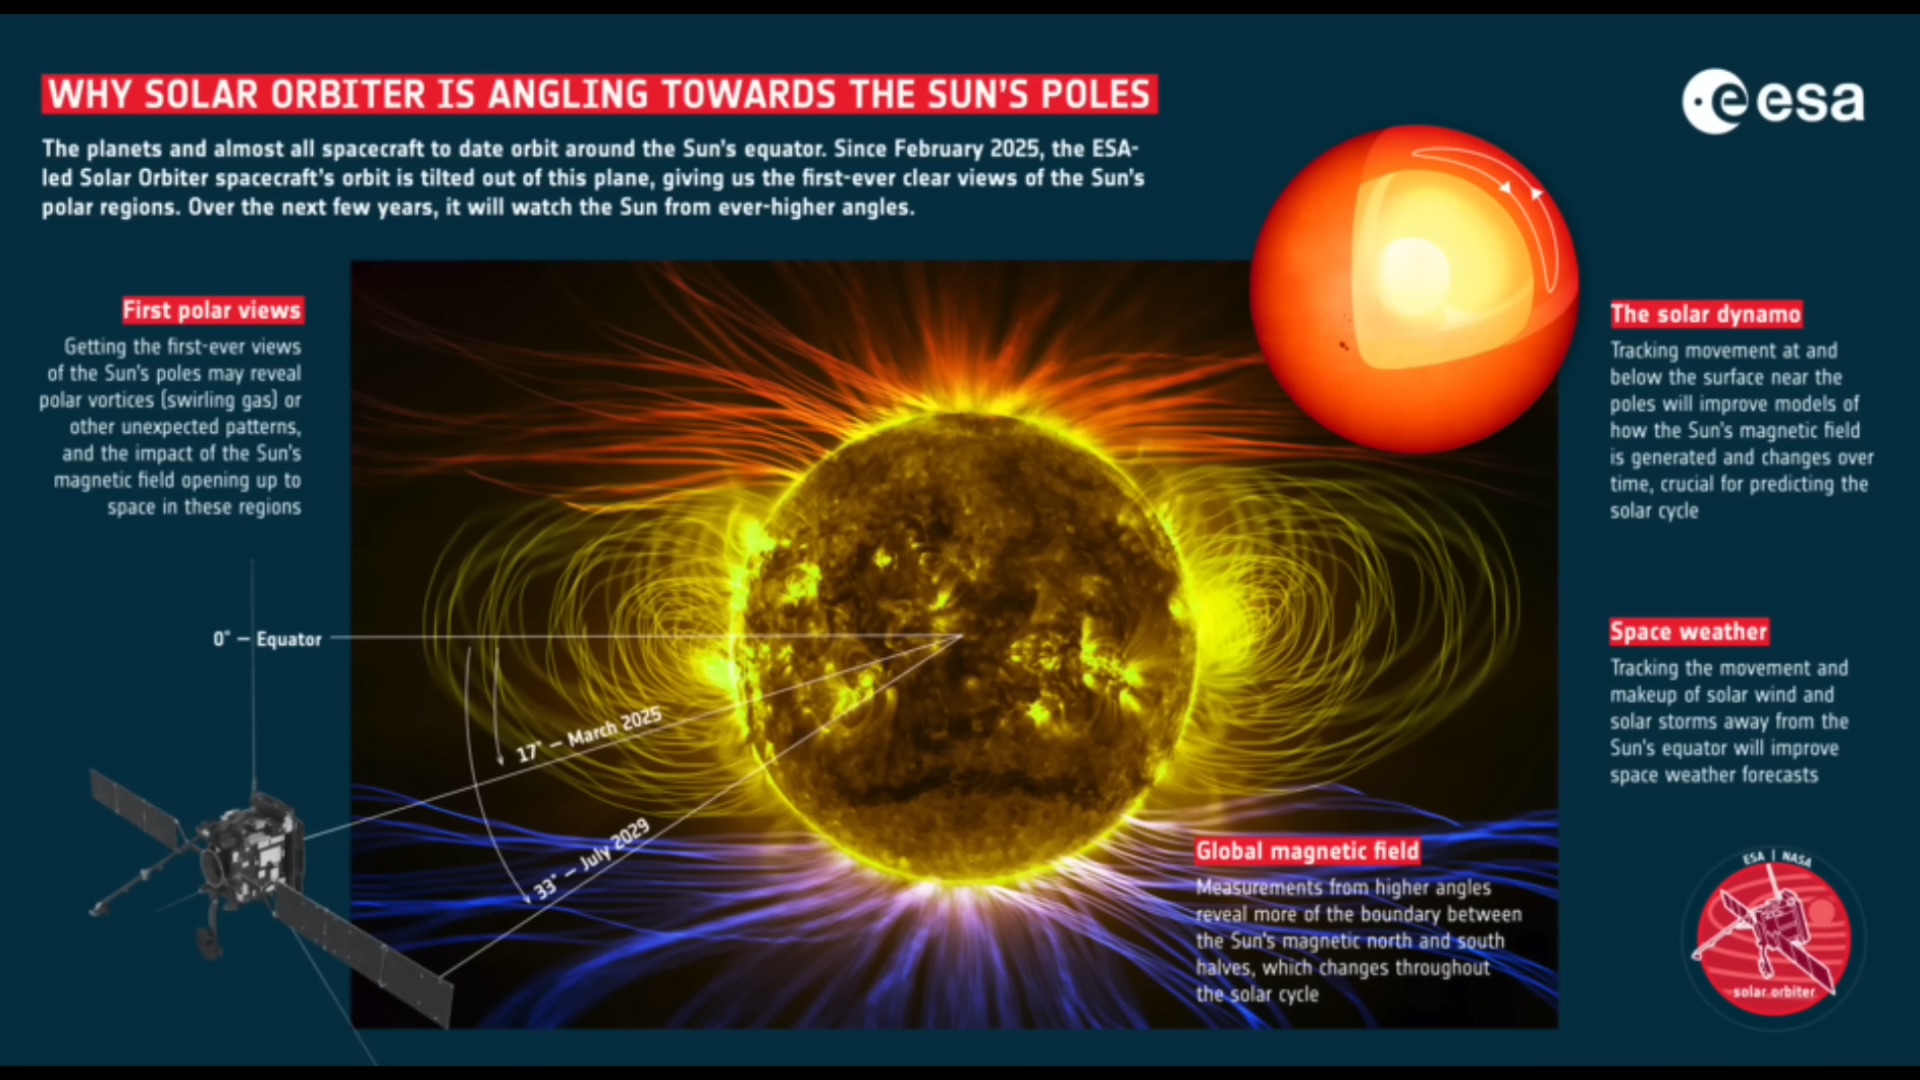 WHY SOLAR ORBITER IS ANGLING TOWARDS THE SUN'S POLES
esa
The planets and almost all spacecraft to date orbit around the Sun's equator. Since February 2025, the ESA-
led Solar Orbiter spacecraft's orbit is tilted out of this plane, giving us the first-ever clear views of the Sun's
polar regions. Over the next few years, it will watch the Sun from ever-higher angles.
First polar views
Getting the first-ever views
of the Sun's poles may reveal
polar vortices (swirling gas) or
other unexpected patterns,
and the impact of the Sun's
magnetic field opening up to
space in these regions
The solar dynamo
Tracking movement at and
below the surface near the
poles will improve models of
how the Sun's magnetic field
is generated and changes over
time, crucial for predicting the
solar cycle
0° – Equator
17° – March 2025
33° – July 2029
Space weather
Tracking the movement and
makeup of solar wind and
solar storms away from the
Sun's equator will improve
space weather forecasts
Global magnetic field
Measurements from higher angles
reveal more of the boundary between
the Sun's magnetic north and south
halves, which changes throughout
the solar cycle
ESA | NASA
solar orbiter